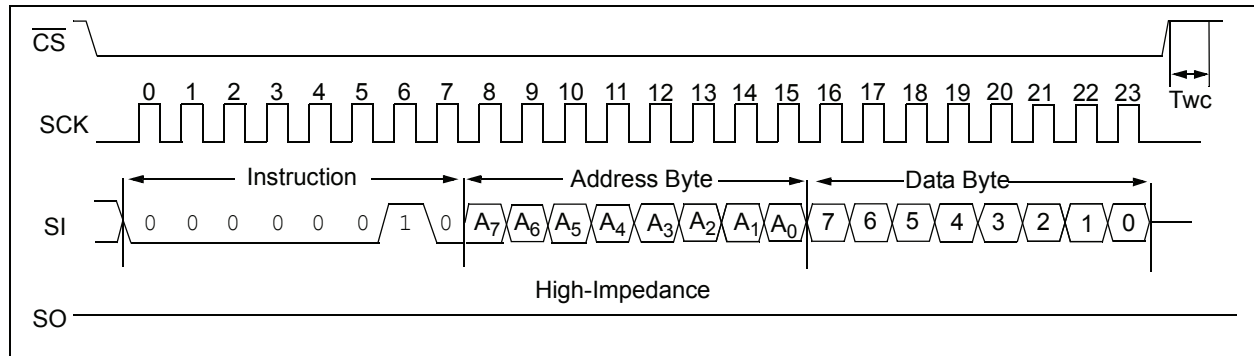 CS
0 1 2 3 4 5 6 7 8 9 10 11 12 13 14 15 16 17 18 19 20 21 22 23
Twc
SCK
Instruction Address Byte Data Byte
SI 0 0 0 0 0 0 1 0 A7 A6 A5 A4 A3 A2 A1 A0 7 6 5 4 3 2 1 0
High-Impedance
SO